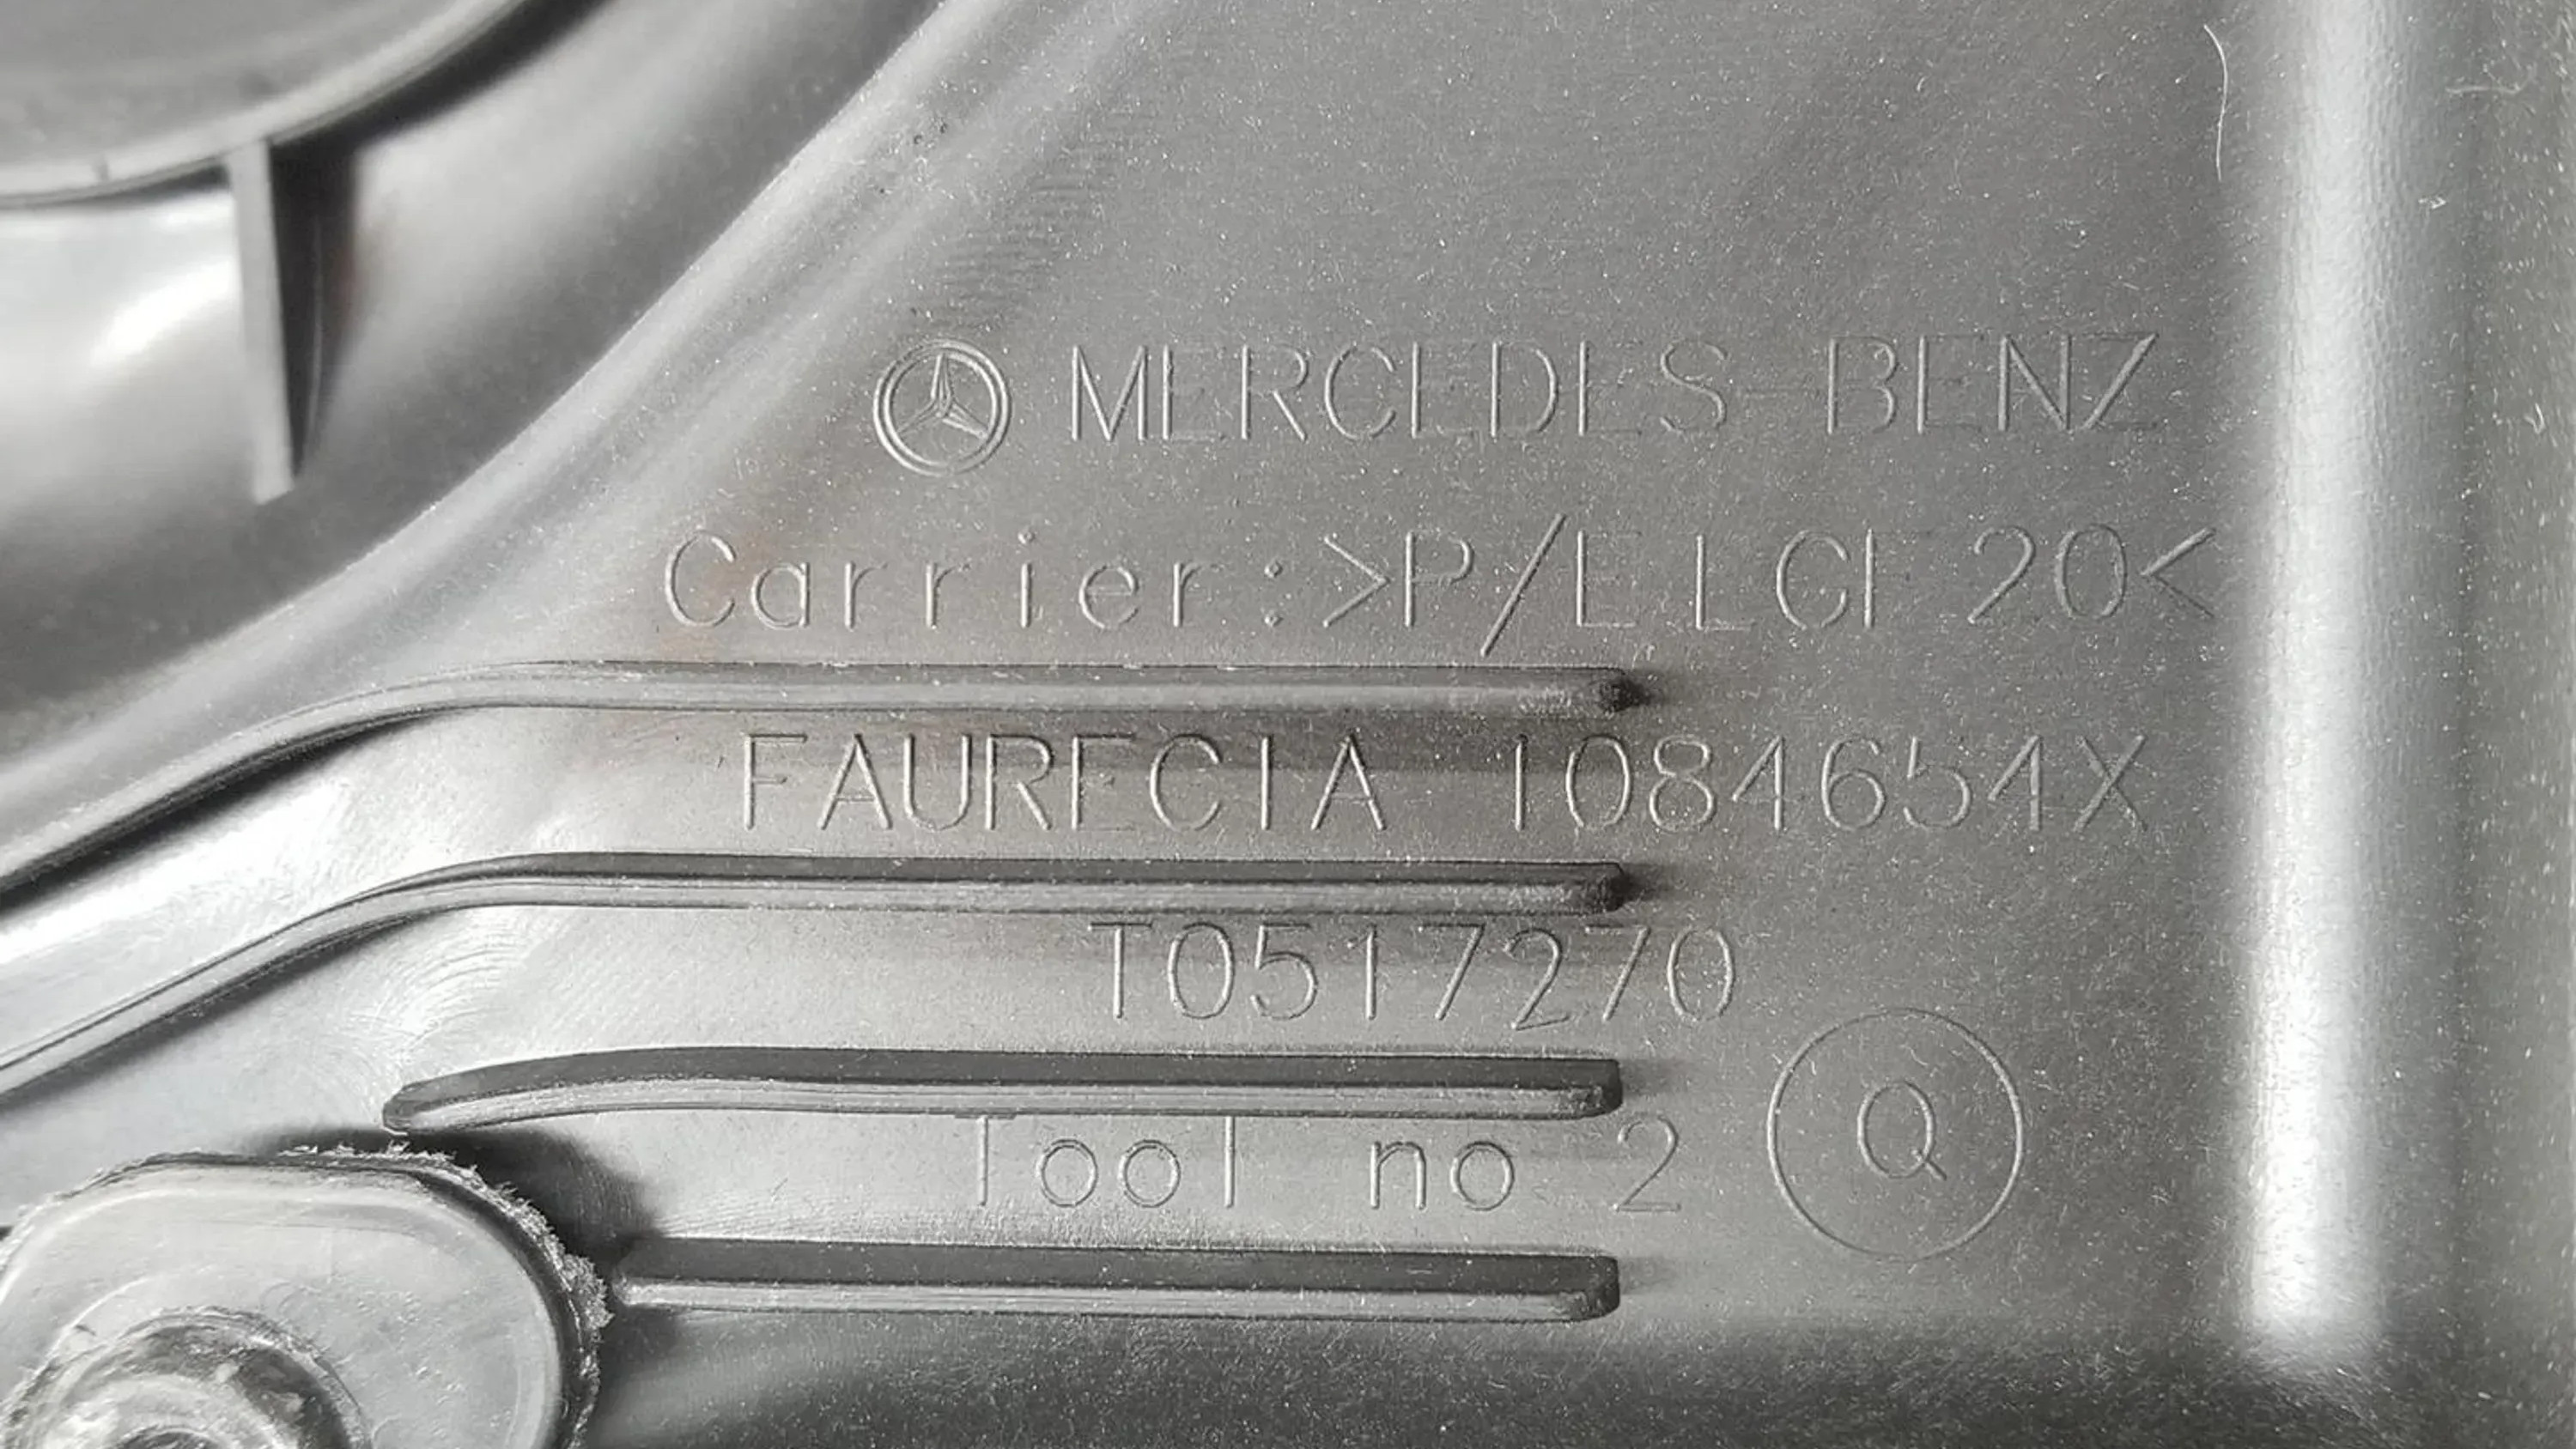 MERCEDES-BENZ
Carrier:>P/E LGF 20<
FAURECIA 1084654X
T0517270
Tool no 2
Q